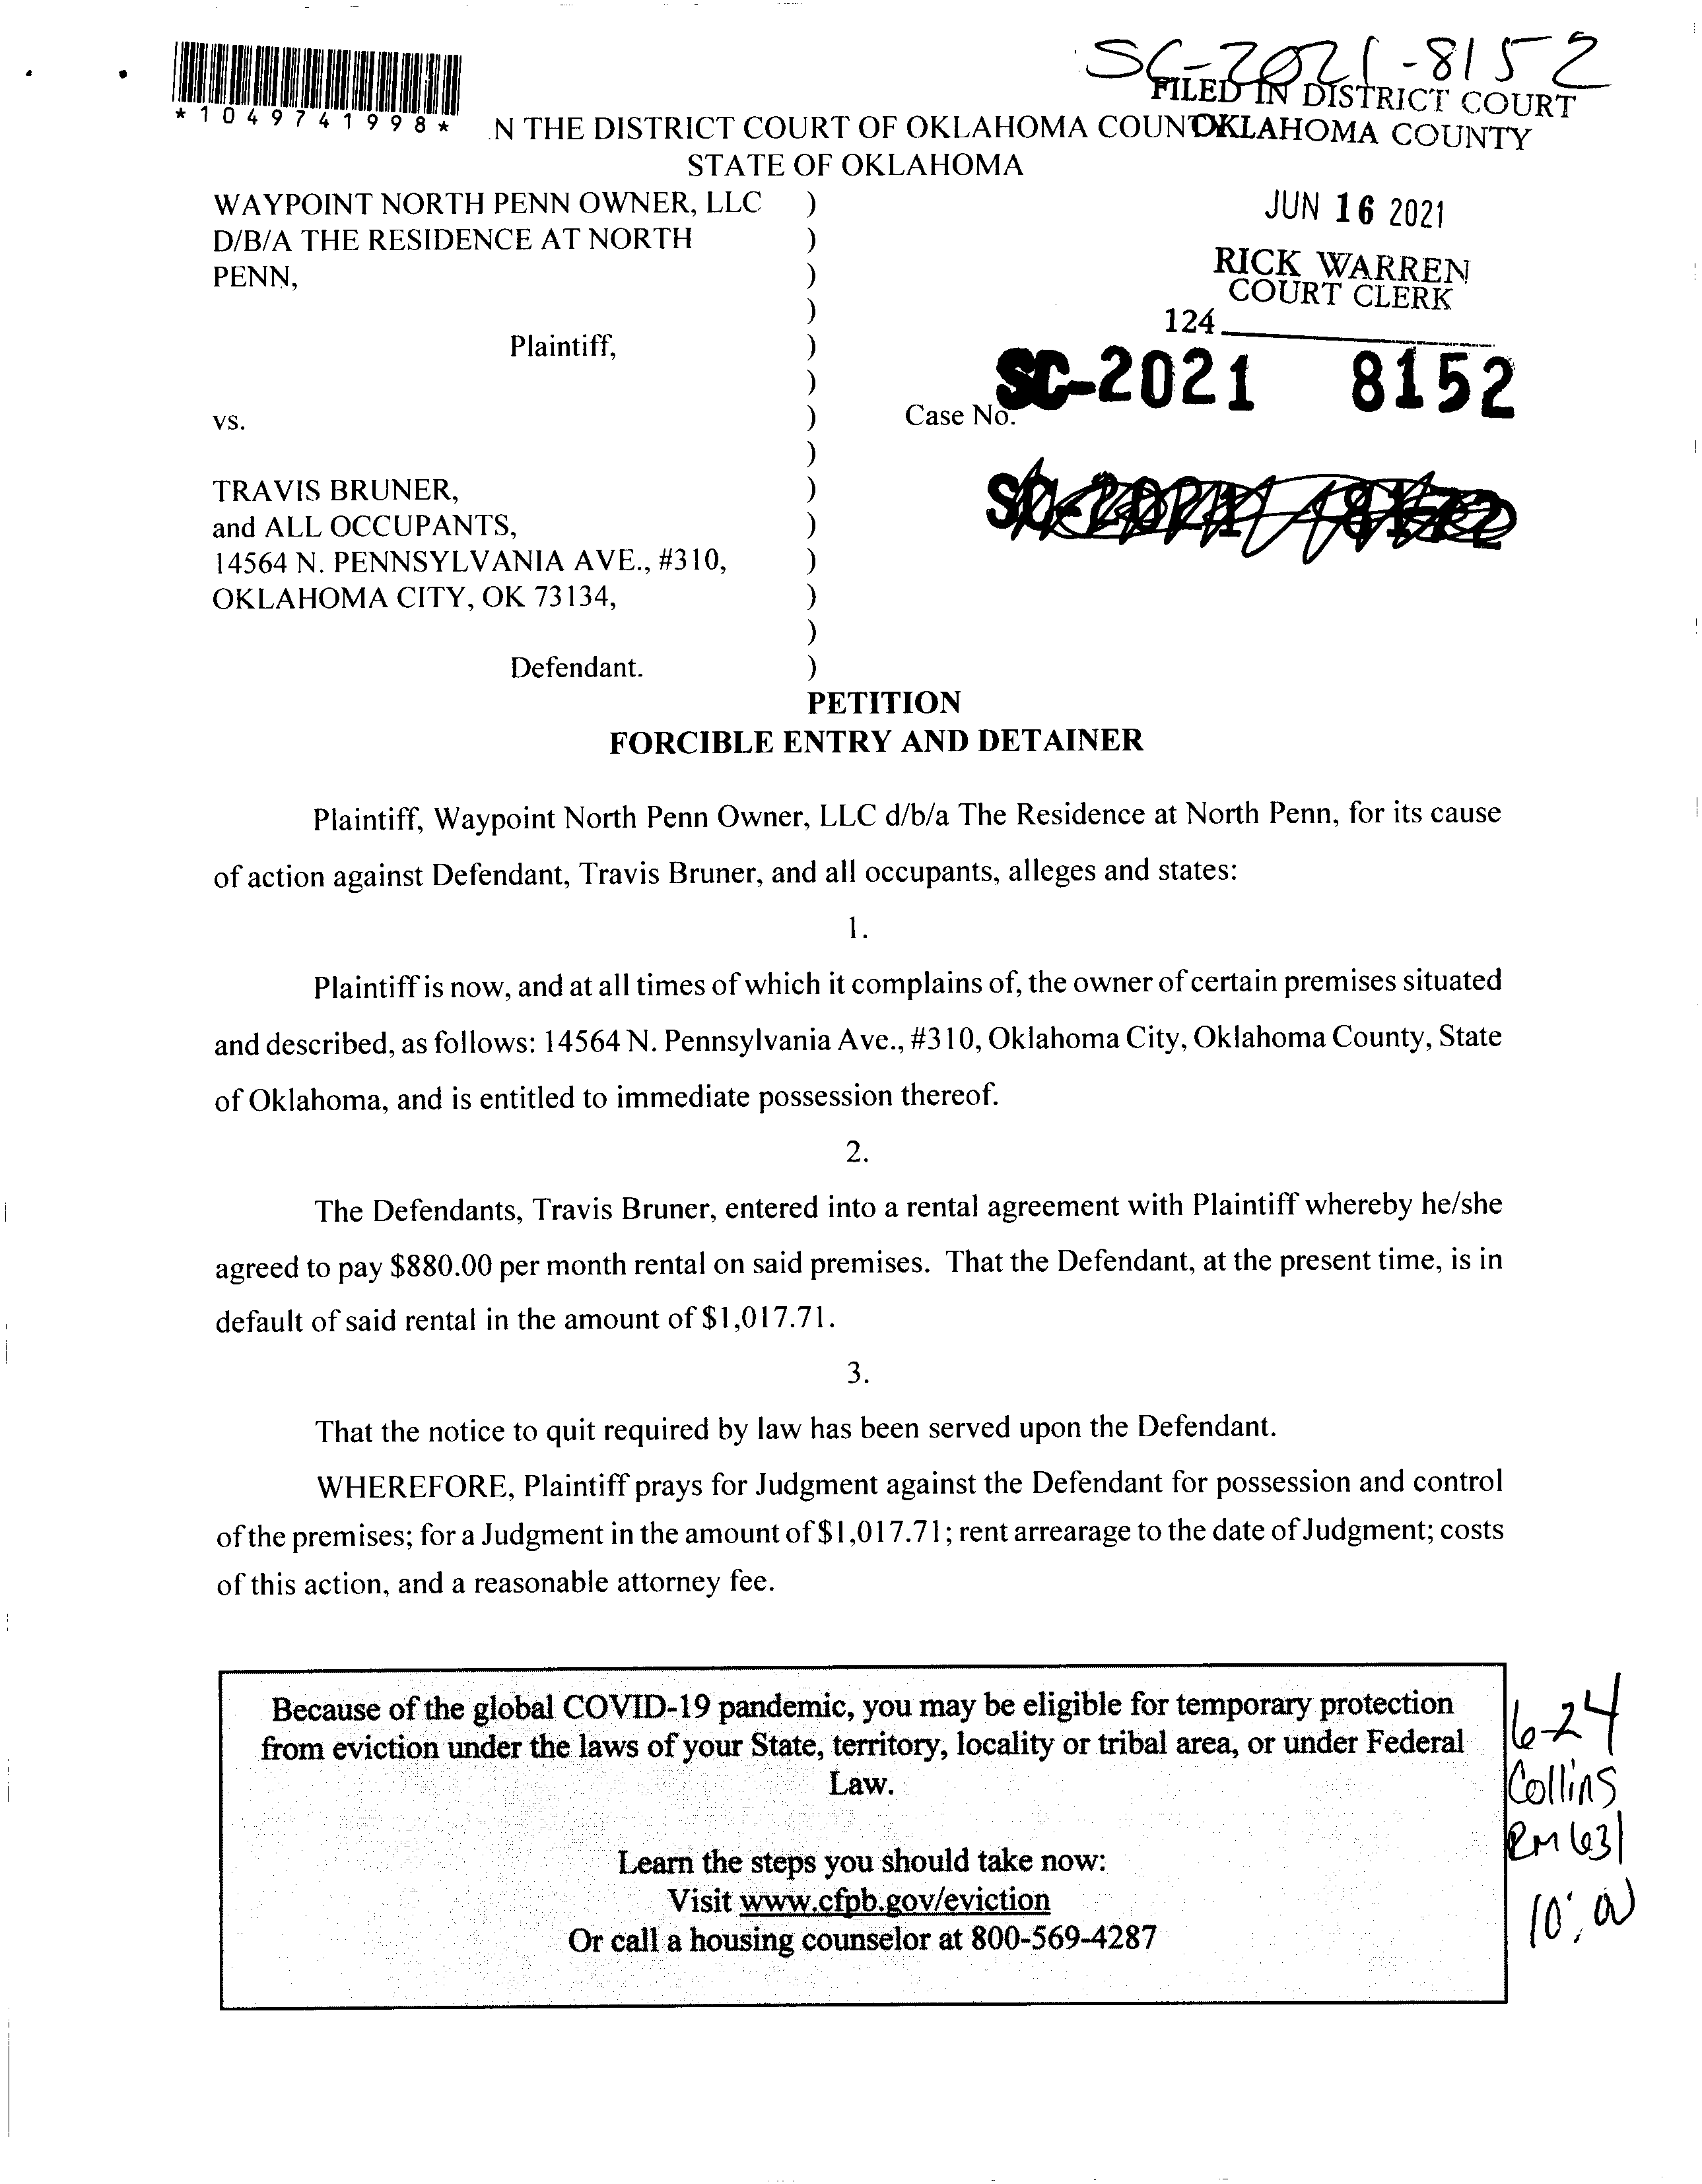 SC-2021-8152
FILED IN DISTRICT COURT
OKLAHOMA COUNTY
*1049741998*
.N THE DISTRICT COURT OF OKLAHOMA COUN
STATE OF OKLAHOMA
JUN 16 2021
RICK WARREN
COURT CLERK
124
WAYPOINT NORTH PENN OWNER, LLC )
D/B/A THE RESIDENCE AT NORTH )
PENN, )
)
Plaintiff, )
)
vs. ) Case No. SC-2021 8152
)
TRAVIS BRUNER, )
and ALL OCCUPANTS, )
14564 N. PENNSYLVANIA AVE., #310, )
OKLAHOMA CITY, OK 73134, )
)
Defendant. )
PETITION
FORCIBLE ENTRY AND DETAINER
Plaintiff, Waypoint North Penn Owner, LLC d/b/a The Residence at North Penn, for its cause
of action against Defendant, Travis Bruner, and all occupants, alleges and states:
1.
Plaintiff is now, and at all times of which it complains of, the owner of certain premises situated
and described, as follows: 14564 N. Pennsylvania Ave., #310, Oklahoma City, Oklahoma County, State
of Oklahoma, and is entitled to immediate possession thereof.
2.
The Defendants, Travis Bruner, entered into a rental agreement with Plaintiff whereby he/she
agreed to pay $880.00 per month rental on said premises. That the Defendant, at the present time, is in
default of said rental in the amount of $1,017.71.
3.
That the notice to quit required by law has been served upon the Defendant.
WHEREFORE, Plaintiff prays for Judgment against the Defendant for possession and control
of the premises; for a Judgment in the amount of $1,017.71; rent arrearage to the date of Judgment; costs
of this action, and a reasonable attorney fee.
Because of the global COVID-19 pandemic, you may be eligible for temporary protection
from eviction under the laws of your State, territory, locality or tribal area, or under Federal
Law.
Learn the steps you should take now:
Visit www.cfpb.gov/eviction
Or call a housing counselor at 800-569-4287
6-24
Collins
RM 631
10:00